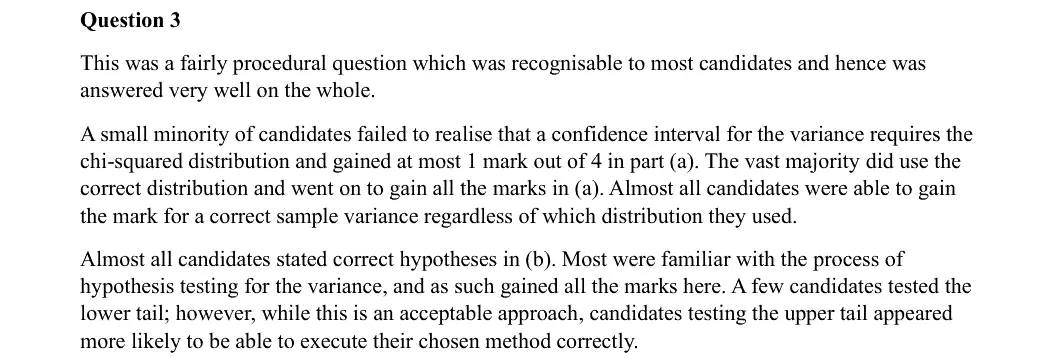 Question 3
This was a fairly procedural question which was recognisable to most candidates and hence was
answered very well on the whole.
A small minority of candidates failed to realise that a confidence interval for the variance requires the
chi-squared distribution and gained at most 1 mark out of 4 in part (a). The vast majority did use the
correct distribution and went on to gain all the marks in (a). Almost all candidates were able to gain
the mark for a correct sample variance regardless of which distribution they used.
Almost all candidates stated correct hypotheses in (b). Most were familiar with the process of
hypothesis testing for the variance, and as such gained all the marks here. A few candidates tested the
lower tail; however, while this is an acceptable approach, candidates testing the upper tail appeared
more likely to be able to execute their chosen method correctly.